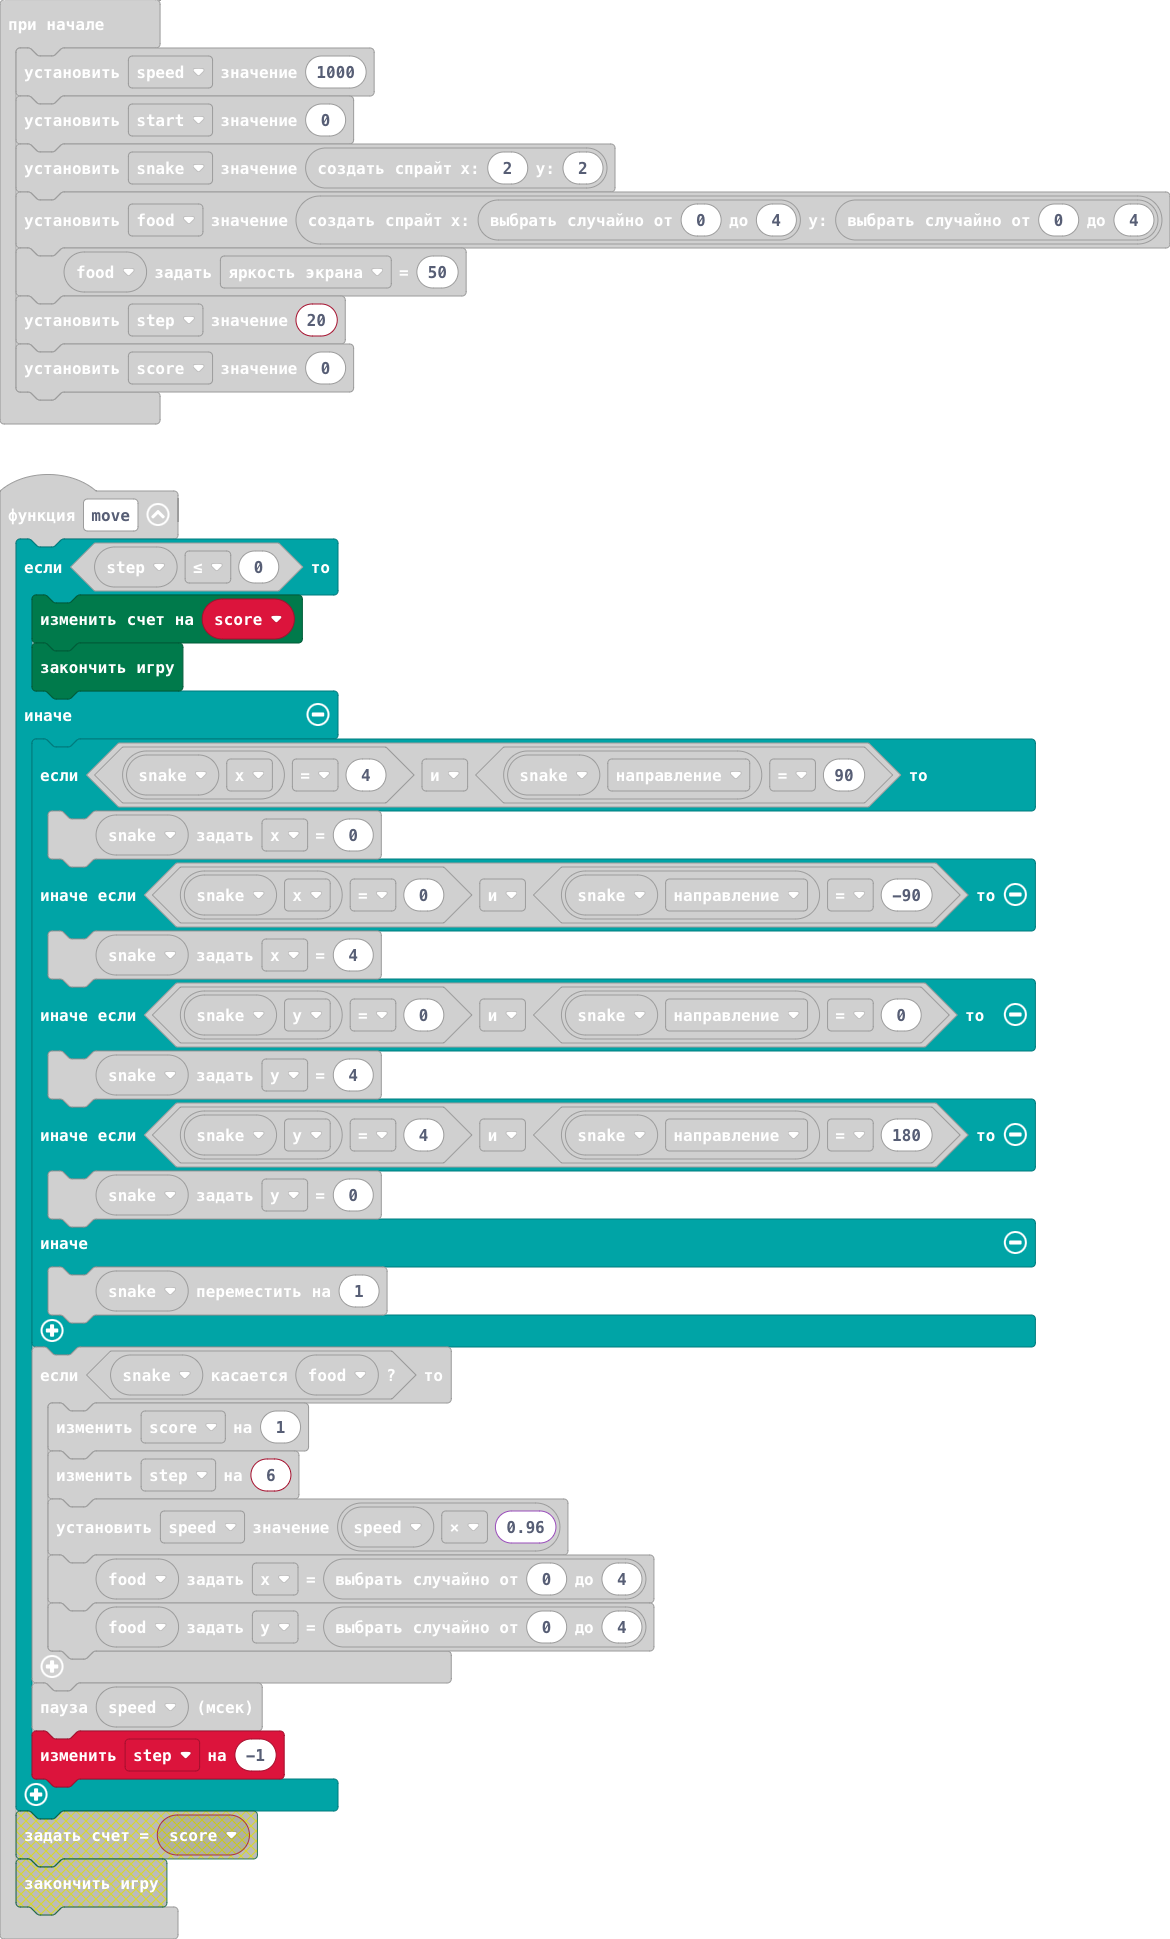 при начале
установить speed значение 1000
установить start значение 0
установить snake значение создать спрайт x: 2 y: 2
установить food значение создать спрайт x: выбрать случайно от 0 до 4 y: выбрать случайно от 0 до 4
food задать яркость экрана = 50
установить step значение 20
установить score значение 0
функция move
если step ≤ 0 то
изменить счет на score
закончить игру
иначе
если snake x = 4 и snake направление = 90 то
snake задать x = 0
иначе если snake x = 0 и snake направление = −90 то
snake задать x = 4
иначе если snake y = 0 и snake направление = 0 то
snake задать y = 4
иначе если snake y = 4 и snake направление = 180 то
snake задать y = 0
иначе
snake переместить на 1
если snake касается food ? то
изменить score на 1
изменить step на 6
установить speed значение speed × 0.96
food задать x = выбрать случайно от 0 до 4
food задать y = выбрать случайно от 0 до 4
пауза speed (мсек)
изменить step на −1
задать счет = score
закончить игру